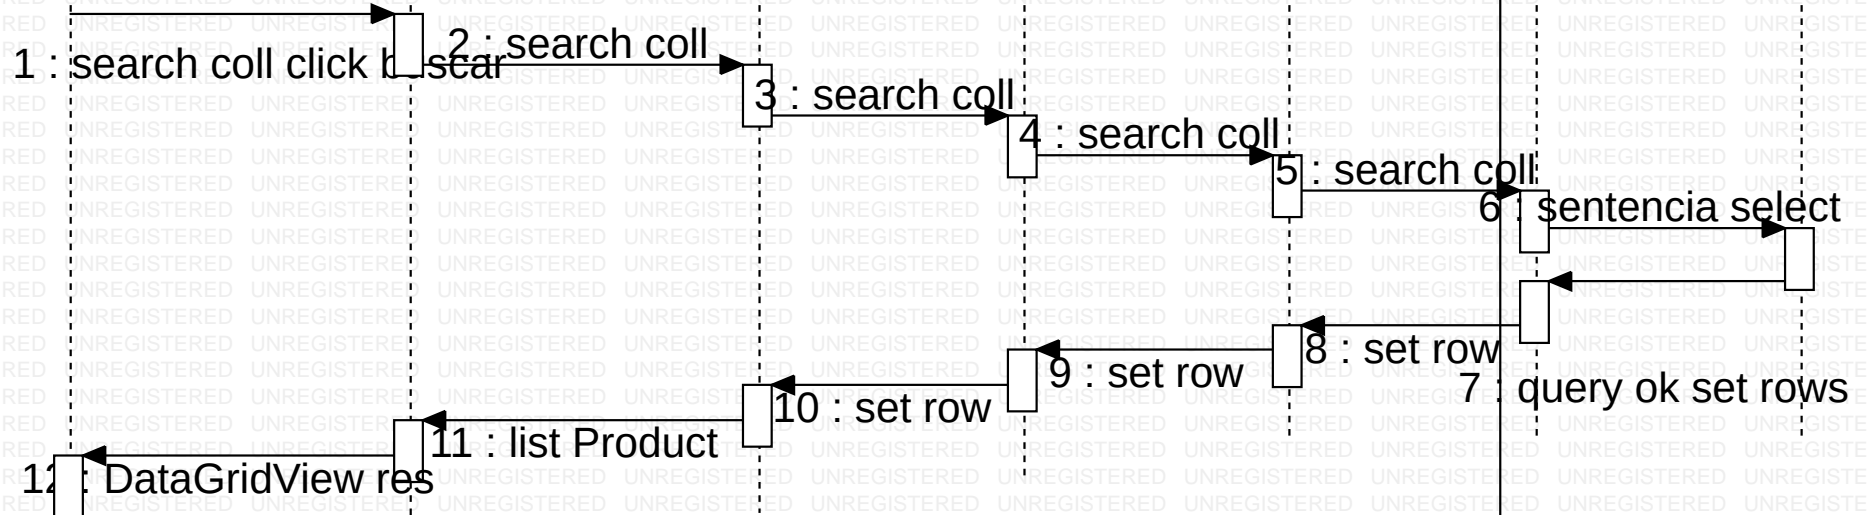 1 : search coll click buscar
2 : search coll
3 : search coll
4 : search coll
5 : search coll
6 : sentencia select
8 : set row
9 : set row
7 : query ok set rows
10 : set row
11 : list Product
12 : DataGridView res